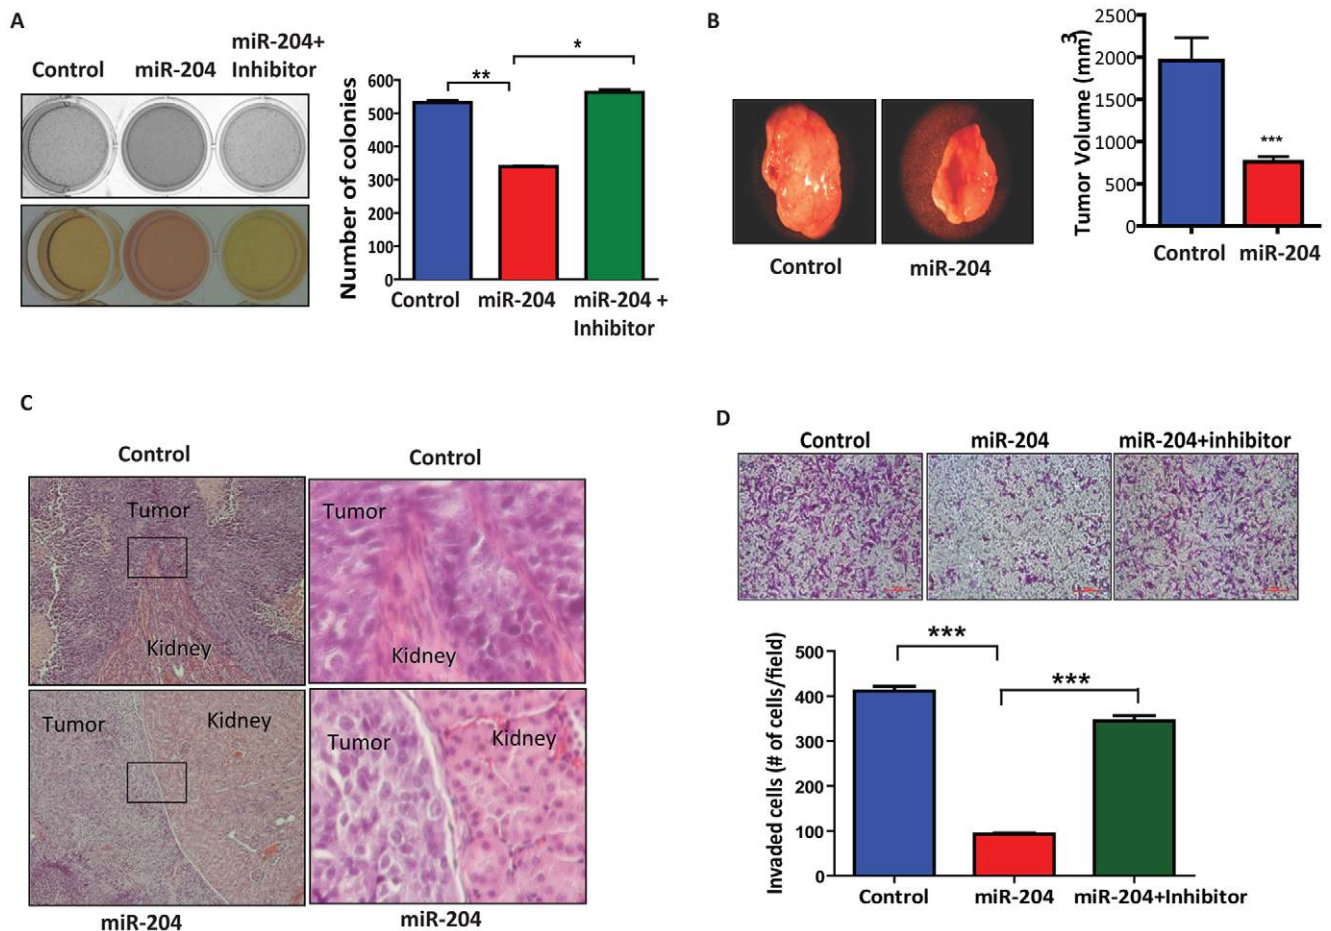 A
Control
miR-204
miR-204+
Inhibitor
Number of colonies
600
500
400
300
200
100
0
**
*
Control
miR-204
miR-204 +
Inhibitor
B
Control
miR-204
Tumor Volume (mm3
)
2500
2000
1500
1000
500
0
***
Control
miR-204
C
Control
Control
Tumor
Kidney
Tumor
Kidney
Tumor
Kidney
Tumor
Kidney
miR-204
miR-204
D
Control
miR-204
miR-204+inhibitor
Invaded cells (# of cells/field)
500
400
300
200
100
0
***
***
Control
miR-204
miR-204+Inhibitor